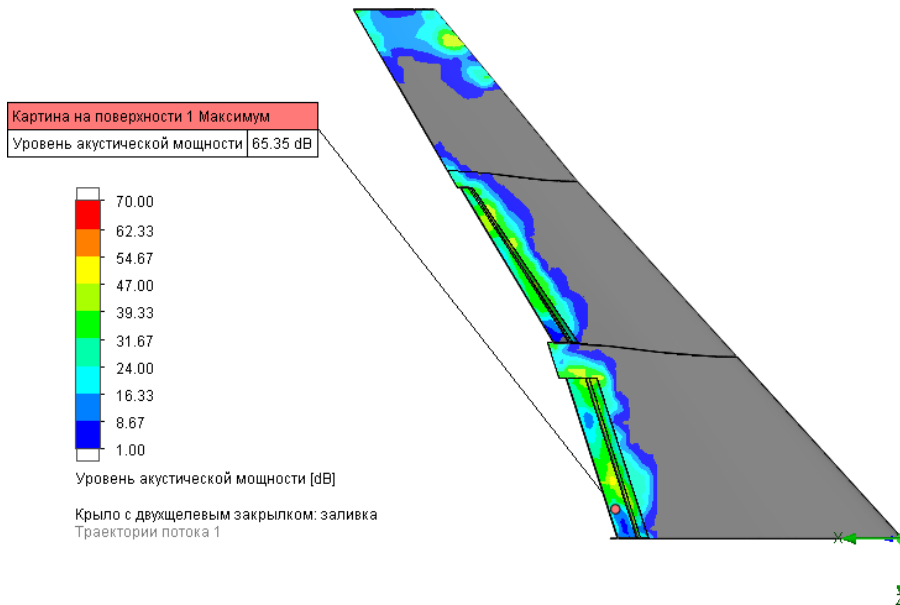 Картина на поверхности 1 Максимум
Уровень акустической мощности 65.35 dB
70.00
62.33
54.67
47.00
39.33
31.67
24.00
16.33
8.67
1.00
Уровень акустической мощности [dB]
Крыло с двухщелевым закрылком: заливка
Траектории потока 1
X